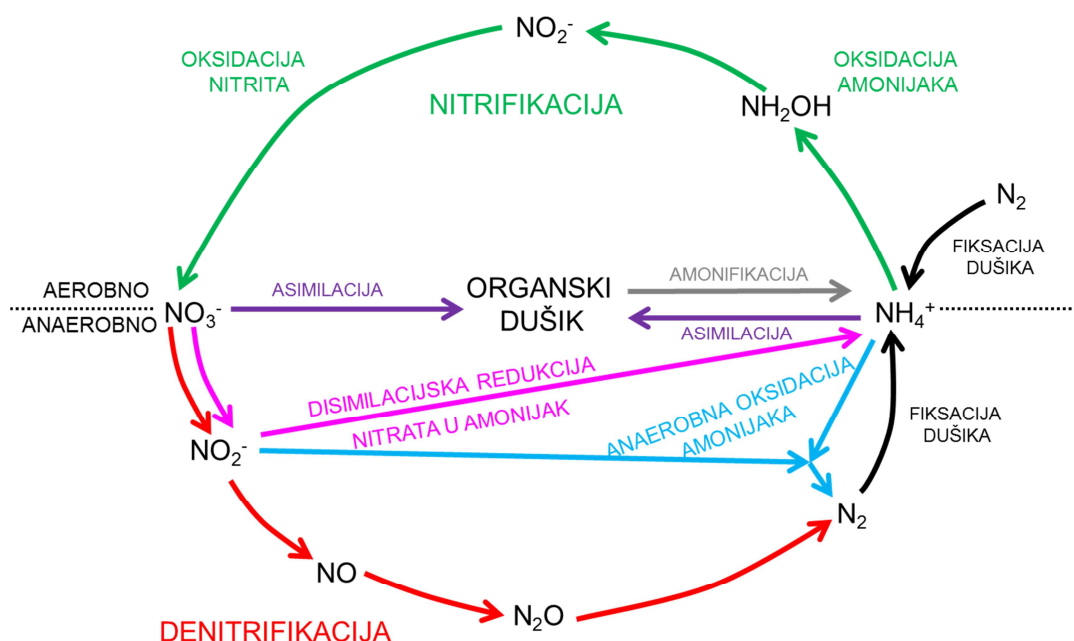 NO₂⁻
OKSIDACIJA
NITRITA
OKSIDACIJA
AMONIJAKA
NITRIFIKACIJA
NH₂OH
N₂
FIKSACIJA
DUŠIKA
AEROBNO
ANAEROBNO
NO₃⁻
ASIMILACIJA
ORGANSKI
DUŠIK
AMONIFIKACIJA
ASIMILACIJA
NH₄⁺
DISIMILACIJSKA REDUKCIJA
NITRATA U AMONIJAK
ANAEROBNA OKSIDACIJA
AMONIJAKA
FIKSACIJA
DUŠIKA
NO₂⁻
N₂
NO
N₂O
DENITRIFIKACIJA